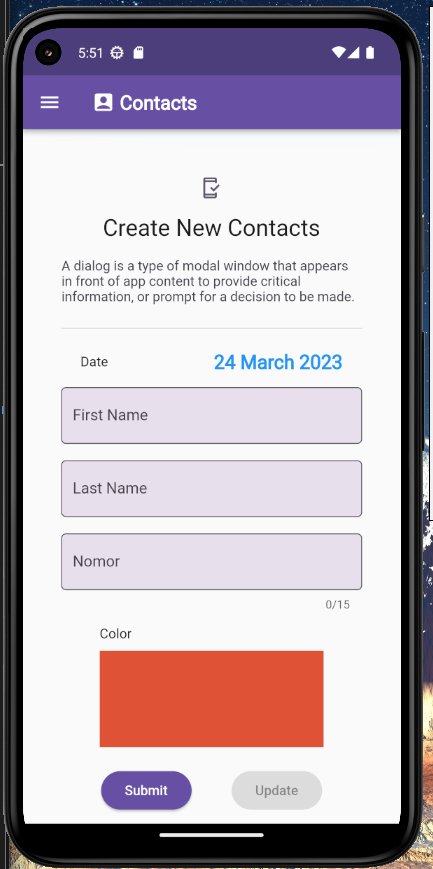 5:51
Contacts
Create New Contacts
A dialog is a type of modal window that appears
in front of app content to provide critical
information, or prompt for a decision to be made.
Date 24 March 2023
First Name
Last Name
Nomor
0/15
Color
Submit Update